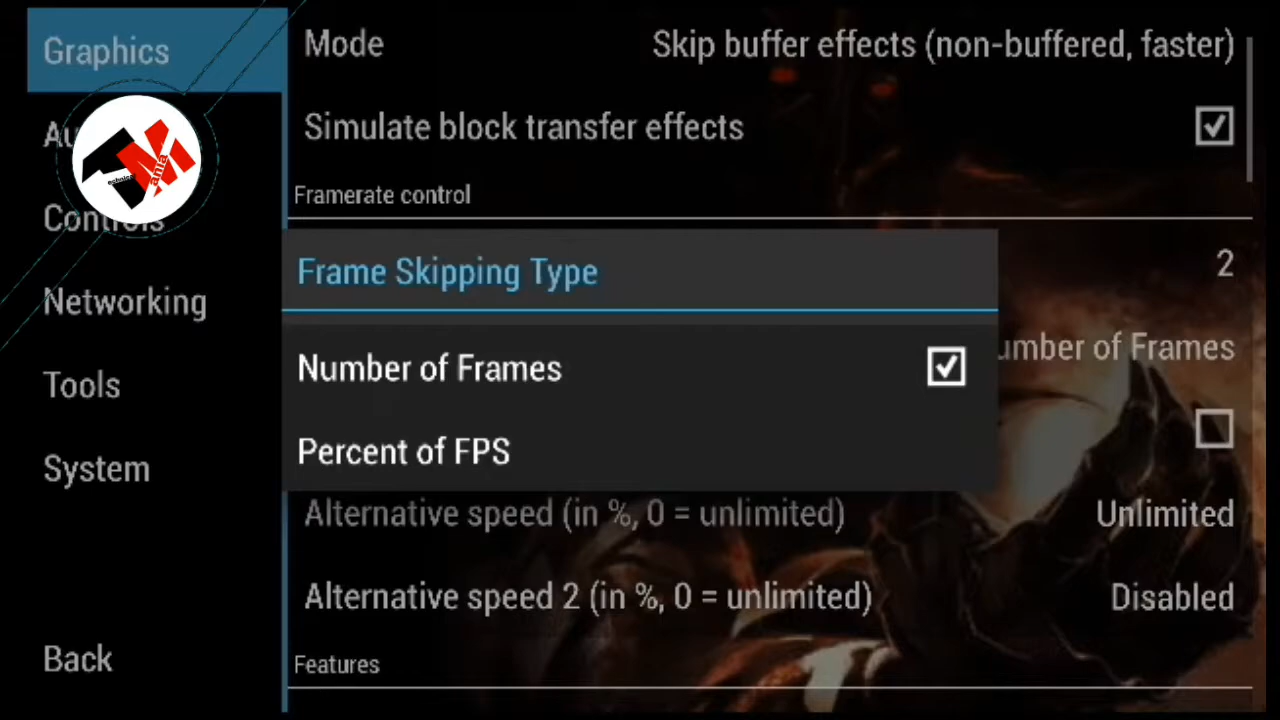 Graphics
Mode
Skip buffer effects (non-buffered, faster)
Au
Simulate block transfer effects
Controls
Framerate control
Frame Skipping Type
2
Networking
Number of Frames
umber of Frames
Tools
Percent of FPS
System
Alternative speed (in %, 0 = unlimited)
Unlimited
Alternative speed 2 (in %, 0 = unlimited)
Disabled
Back
Features